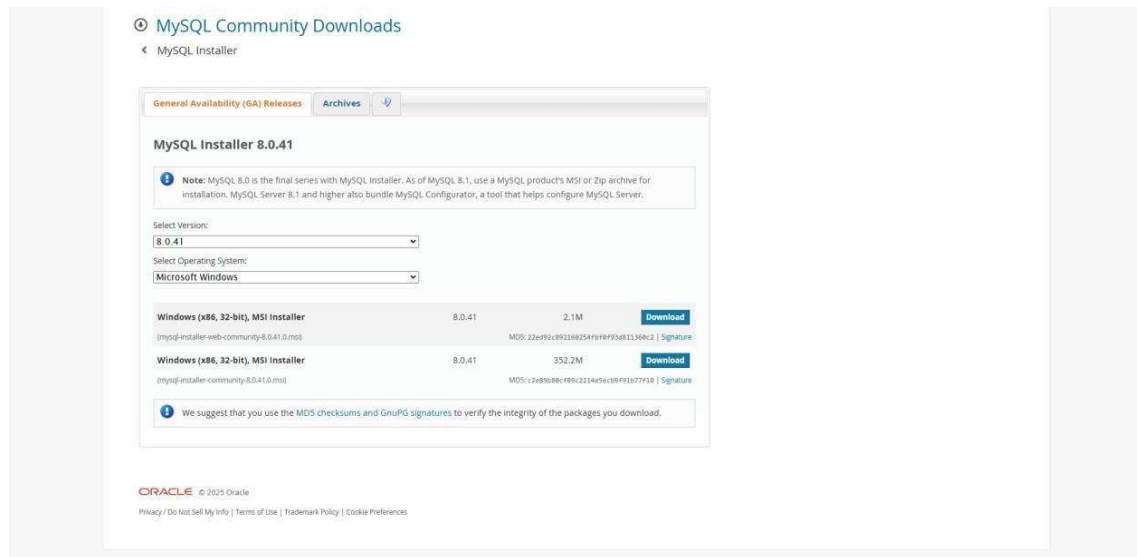 MySQL Community Downloads
MySQL Installer
General Availability (GA) Releases Archives
MySQL Installer 8.0.41
Note: MySQL 8.0 is the final series with MySQL Installer. As of MySQL 8.1, use a MySQL product's MSI or Zip archive for
installation. MySQL Server 8.1 and higher also bundle MySQL Configurator, a tool that helps configure MySQL Server.
Select Version:
8.0.41
Select Operating System:
Microsoft Windows
Windows (x86, 32-bit), MSI Installer 8.0.41 2.1M Download
(mysql-installer-web-community-8.0.41.0.msi) MD5: | Signature
Windows (x86, 32-bit), MSI Installer 8.0.41 352.2M Download
(mysql-installer-community-8.0.41.0.msi) MD5: | Signature
We suggest that you use the MD5 checksums and GnuPG signatures to verify the integrity of the packages you download.
ORACLE © 2025 Oracle
Privacy / Do Not Sell My Info | Terms of Use | Trademark Policy | Cookie Preferences